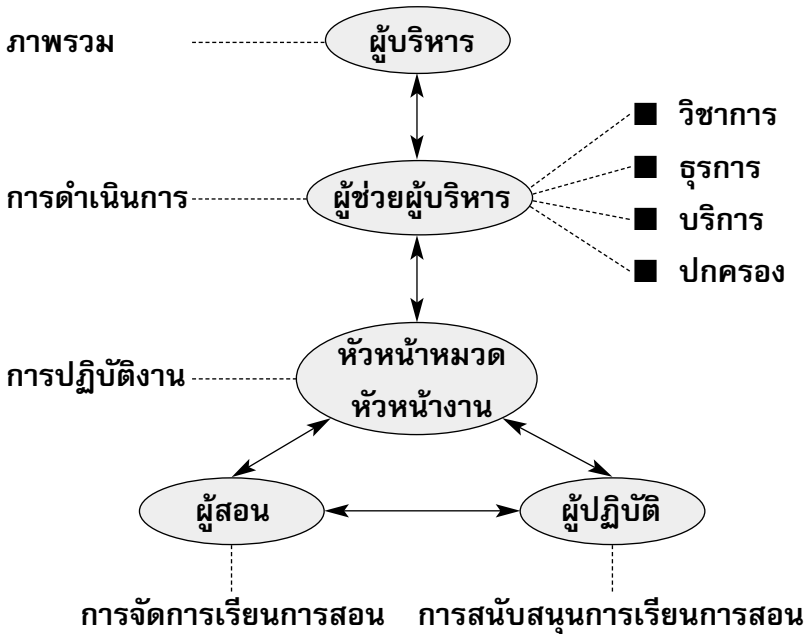 ภาพรวม
ผู้บริหาร
วิชาการ
ธุรการ
การดำเนินการ
ผู้ช่วยผู้บริหาร
บริการ
ปกครอง
การปฏิบัติงาน
หัวหน้าหมวด
หัวหน้างาน
ผู้สอน
ผู้ปฏิบัติ
การจัดการเรียนการสอน
การสนับสนุนการเรียนการสอน